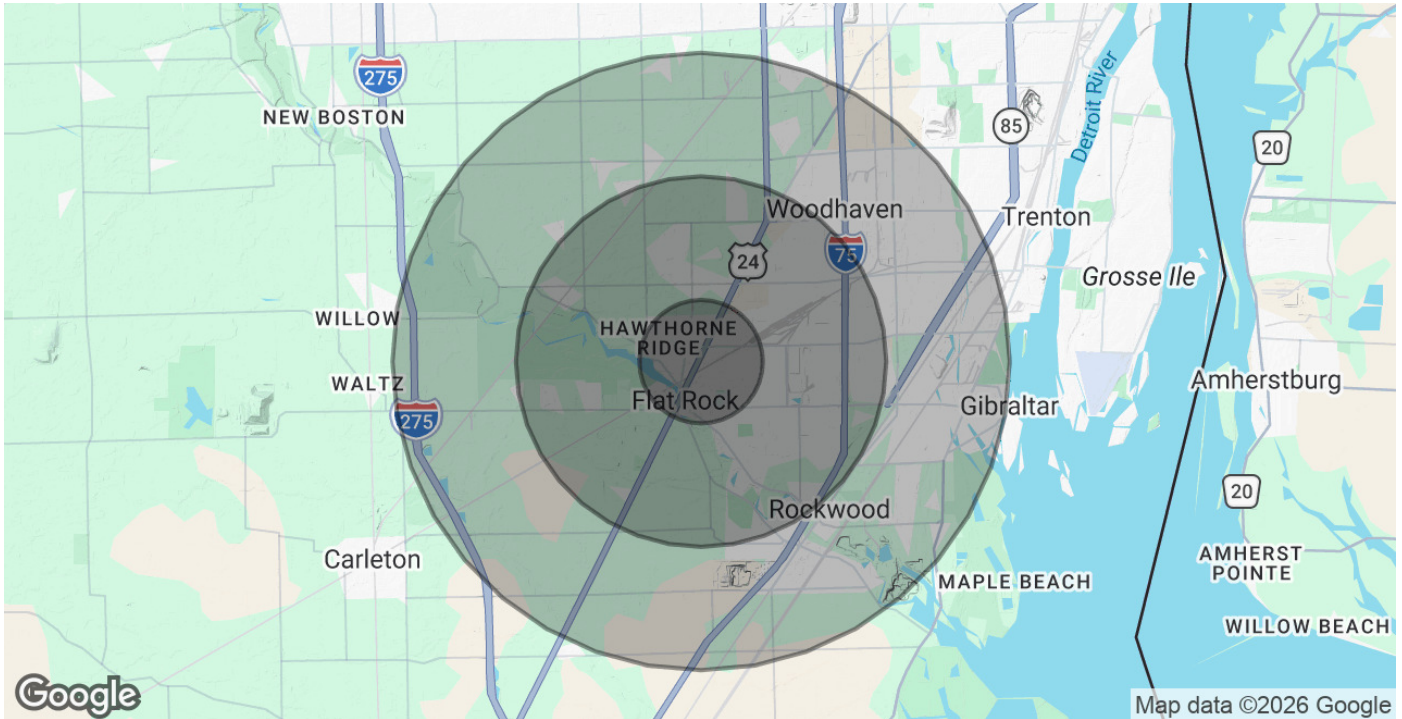 275
NEW BOSTON
85
Detroit River
20
Woodhaven
Trenton
24
75
Grosse Ile
WILLOW
HAWTHORNE
RIDGE
WALTZ
Flat Rock
Gibraltar
Amherstburg
275
20
Rockwood
Carleton
MAPLE BEACH
AMHERST
POINTE
WILLOW BEACH
Google
Map data ©2026 Google